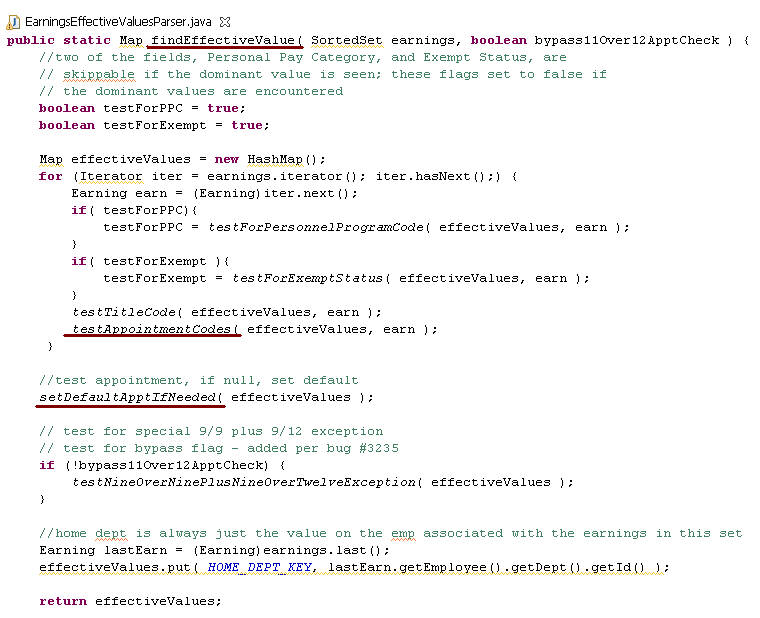 EarningsEffectiveValuesParser.java
public static Map findEffectiveValue( SortedSet earnings, boolean bypass11Over12ApptCheck ) {
//two of the fields, Personal Pay Category, and Exempt Status, are
// skippable if the dominant value is seen; these flags set to false if
// the dominant values are encountered
boolean testForPPC = true;
boolean testForExempt = true;
Map effectiveValues = new HashMap();
for (Iterator iter = earnings.iterator(); iter.hasNext();) {
Earning earn = (Earning)iter.next();
if( testForPPC){
testForPPC = testForPersonnelProgramCode( effectiveValues, earn );
}
if( testForExempt ){
testForExempt = testForExemptStatus( effectiveValues, earn );
}
testTitleCode( effectiveValues, earn );
testAppointmentCodes( effectiveValues, earn );
}
//test appointment, if null, set default
setDefaultApptIfNeeded( effectiveValues );
// test for special 9/9 plus 9/12 exception
// test for bypass flag - added per bug #3235
if (!bypass11Over12ApptCheck) {
testNineOverNinePlusNineOverTwelveException( effectiveValues );
}
//home dept is always just the value on the emp associated with the earnings in this set
Earning lastEarn = (Earning)earnings.last();
effectiveValues.put( HOME_DEPT_KEY, lastEarn.getEmployee().getDept().getId() );
return effectiveValues;